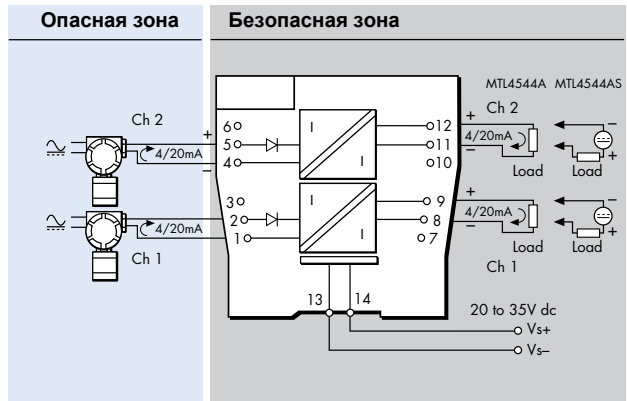 Опасная зона
Безопасная зона
MTL4544A MTL4544AS
Ch 2
6
5
4
+
–
4/20mA
I
I
12
11
10
+
–
Ch 2
4/20mA
Load
–
+
Load
3
2
1
4/20mA
Ch 1
I
I
9
8
7
+
–
4/20mA
Load
Ch 1
–
+
Load
13
14
20 to 35V dc
Vs+
Vs–